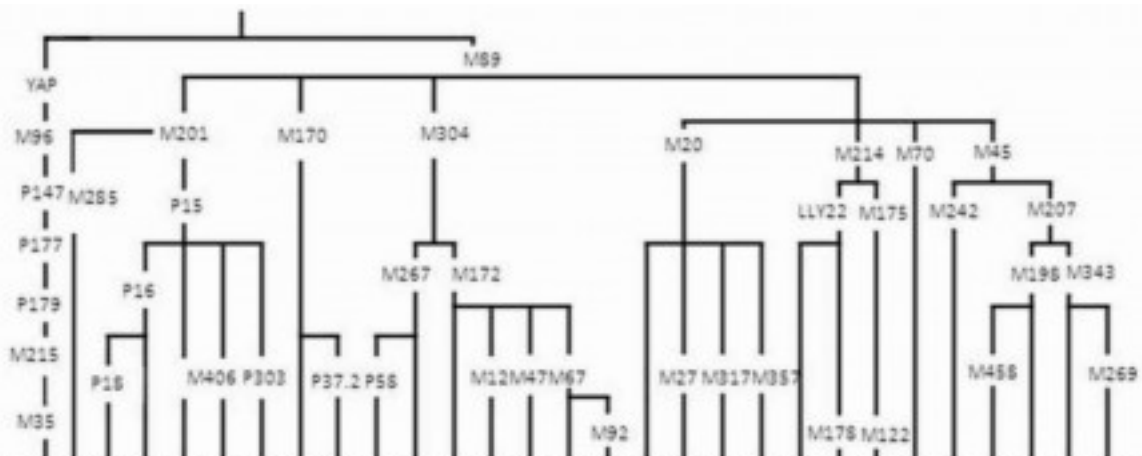 M89
YAP
M96 M201 M170 M304 M20 M214 M70 M45
P147 M285 P15 LLY22 M175 M242 M207
P177 P16 M267 M172 M198 M343
P179
M215 P18 M406 P303 P37.2 P58 M12 M47 M67 M27 M317 M357 M458 M269
M35 M92 M178 M122